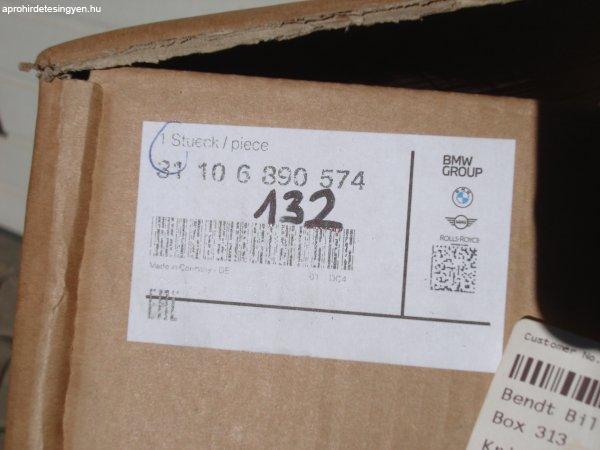 aprohirdetesingyen.hu
1 Stueck / piece
31 10 6 890 574
132
Made in Germany - DE
01
BMW
GROUP
ROLLS-ROYCE
EAC
Customer No.
Bendt Bil
Box 313